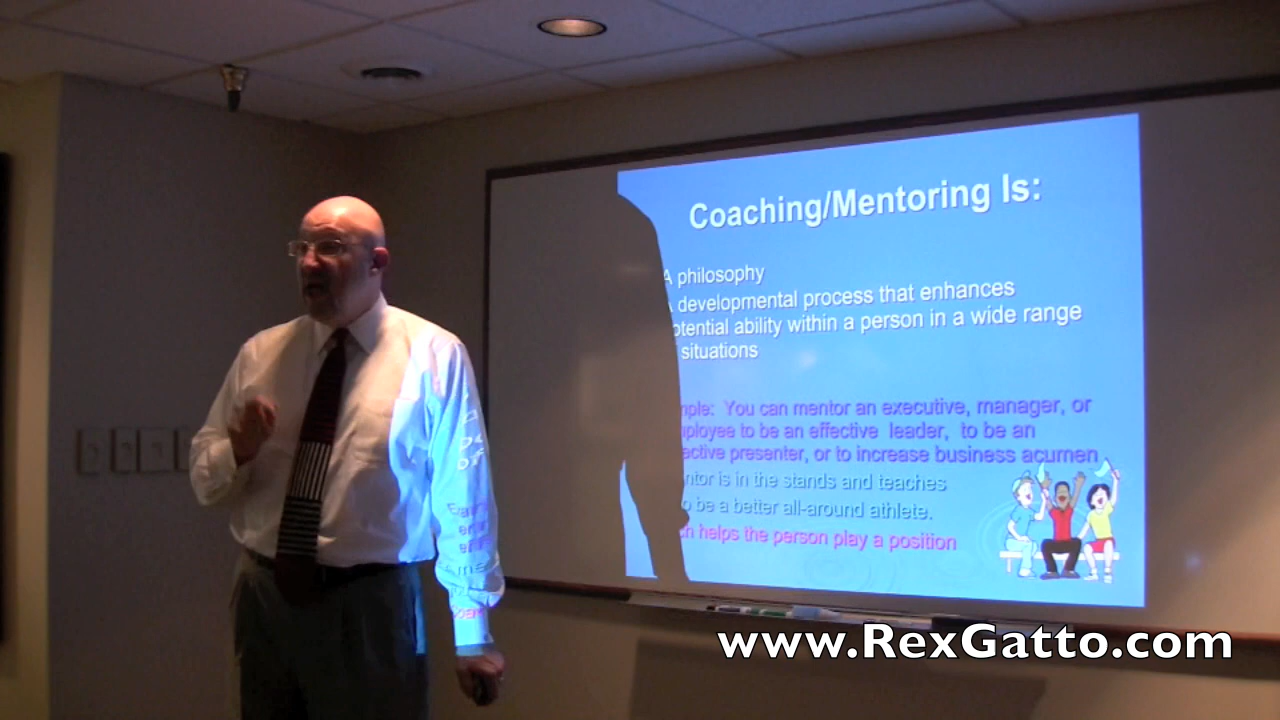 Coaching/Mentoring Is:
A philosophy
A developmental process that enhances
otential ability within a person in a wide range
situations
mple: You can mentor an executive, manager, or
ployee to be an effective leader, to be an
ective presenter, or to increase business acumen
ntor is in the stands and teaches
o be a better all-around athlete.
ch helps the person play a position
www.RexGatto.com